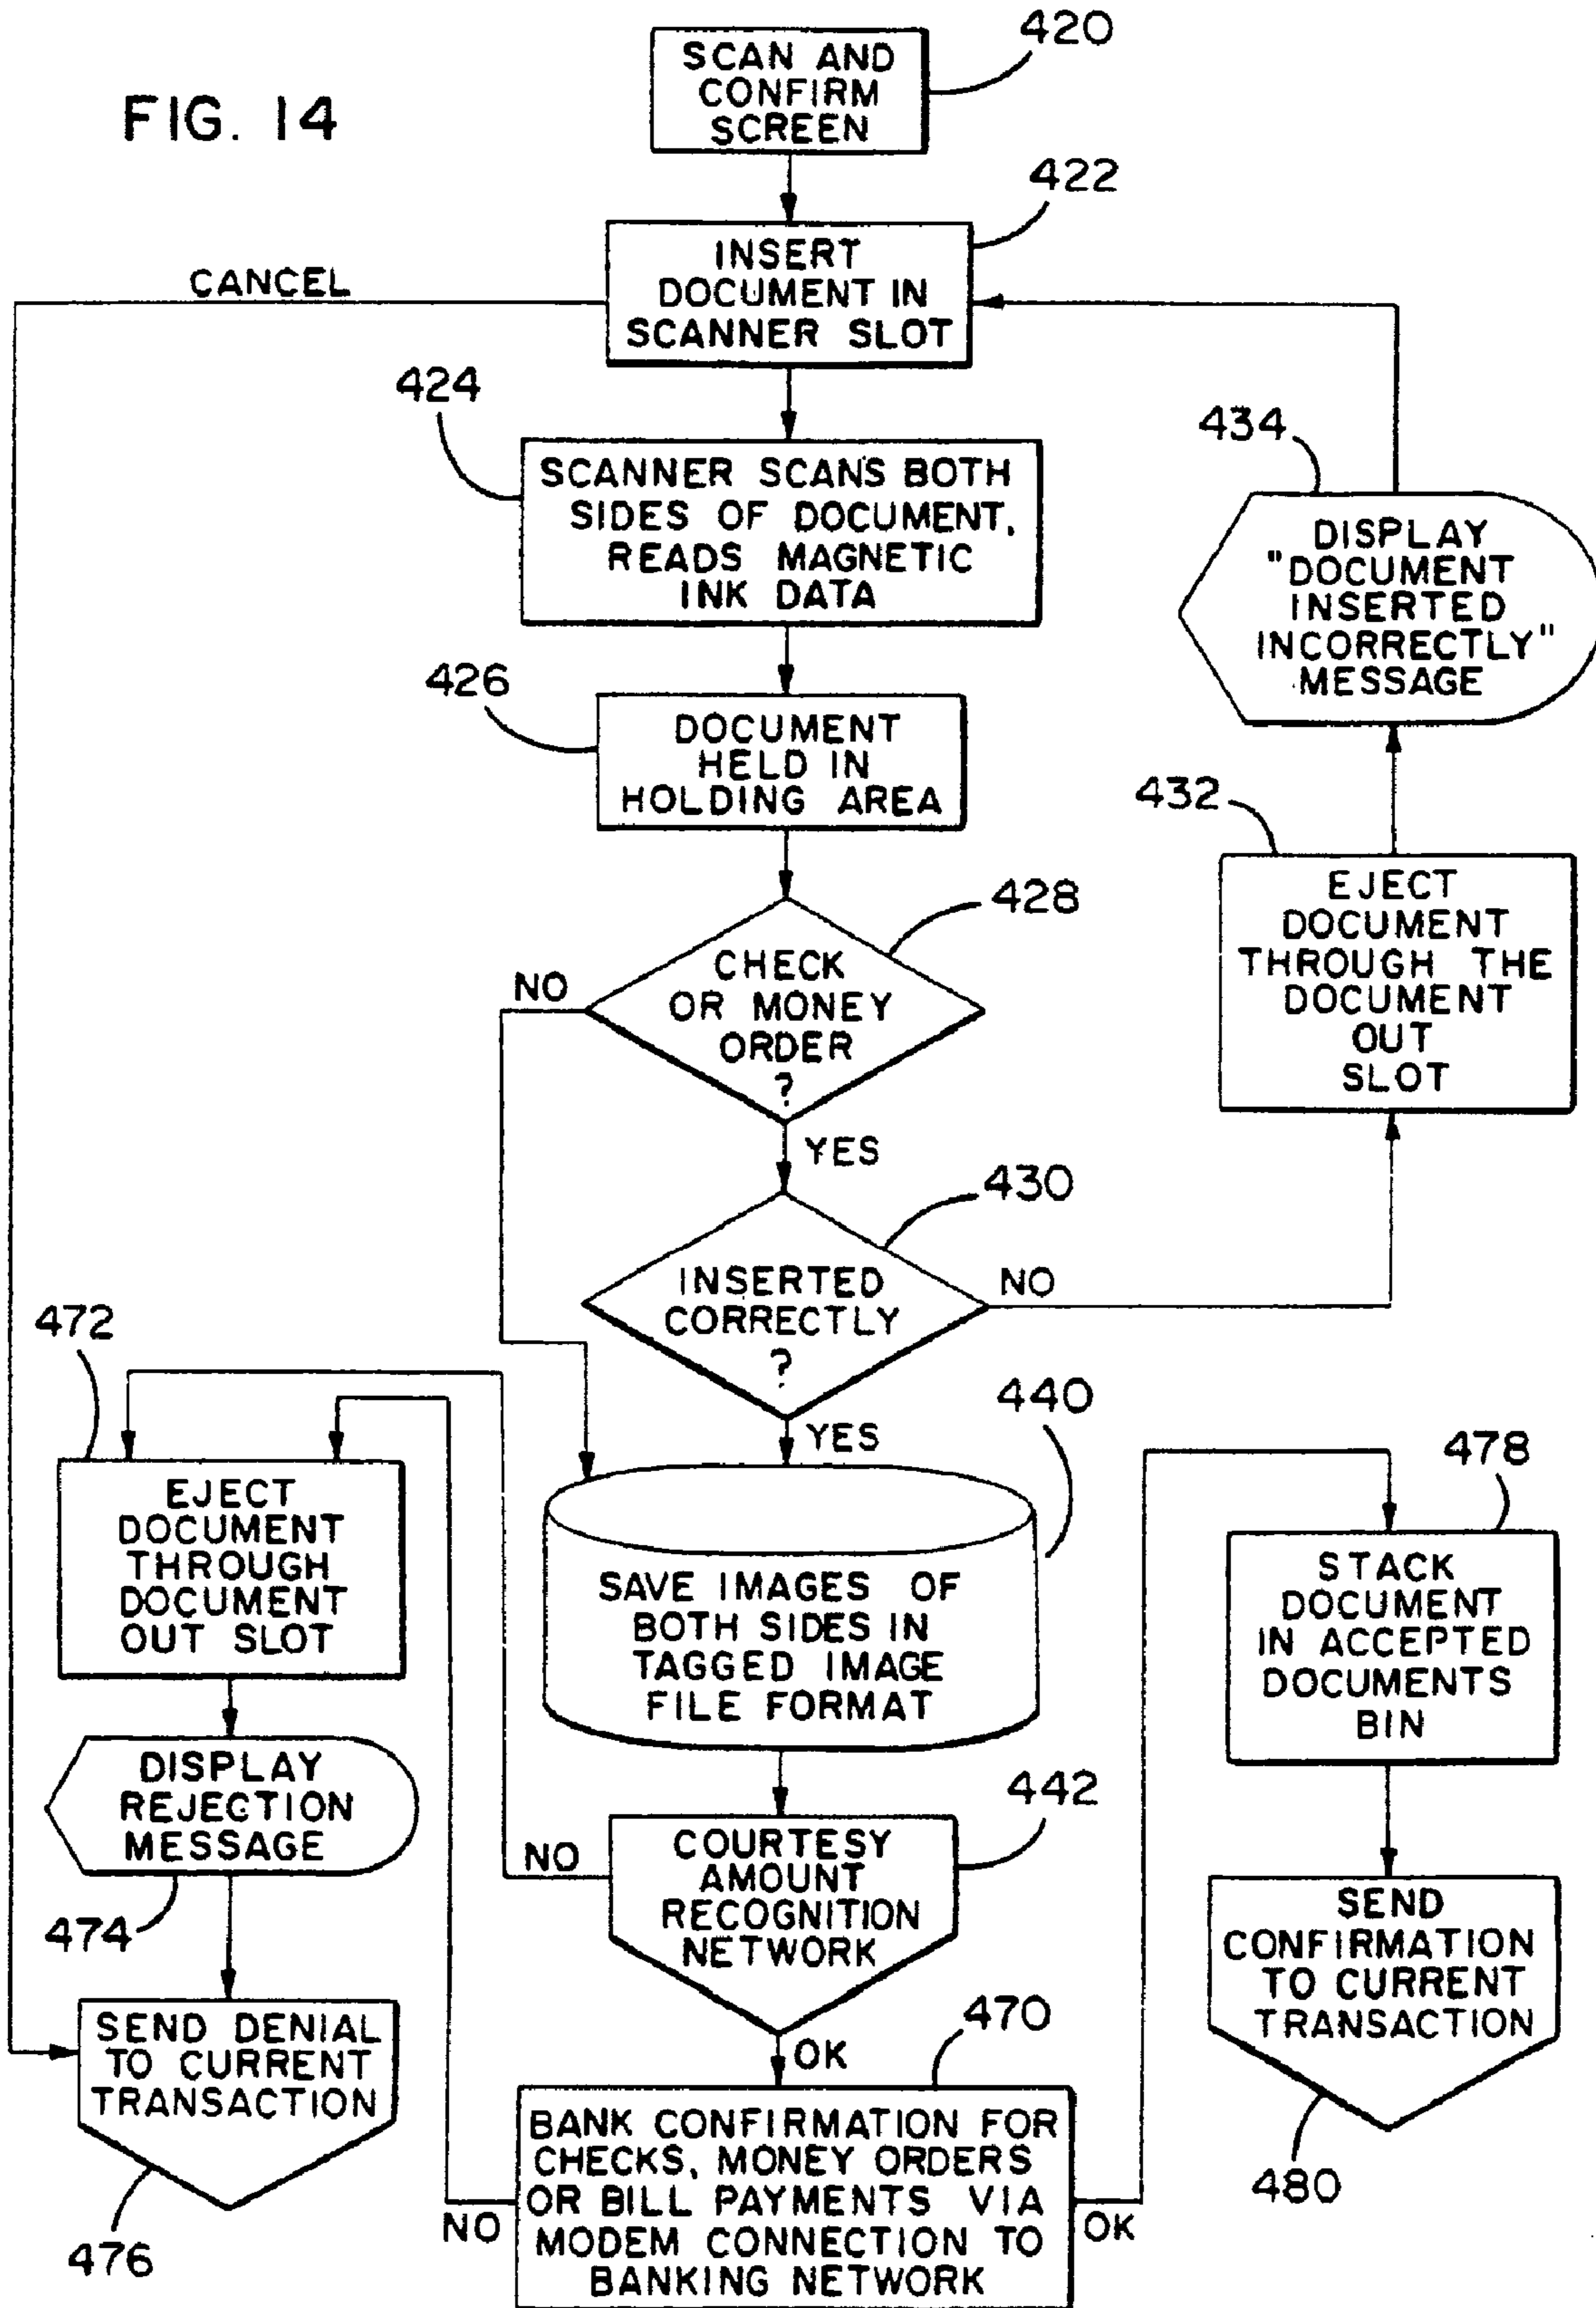 FIG. 14
420
SCAN AND
CONFIRM
SCREEN
422
INSERT
DOCUMENT IN
SCANNER SLOT
CANCEL
424
SCANNER SCANS BOTH
SIDES OF DOCUMENT,
READS MAGNETIC
INK DATA
434
DISPLAY
"DOCUMENT
INSERTED
INCORRECTLY"
MESSAGE
426
DOCUMENT
HELD IN
HOLDING AREA
432
EJECT
DOCUMENT
THROUGH THE
DOCUMENT
OUT
SLOT
428
CHECK
OR MONEY
ORDER
?
NO
YES
430
INSERTED
CORRECTLY
?
NO
YES
472
EJECT
DOCUMENT
THROUGH
DOCUMENT
OUT SLOT
440
SAVE IMAGES OF
BOTH SIDES IN
TAGGED IMAGE
FILE FORMAT
478
STACK
DOCUMENT
IN ACCEPTED
DOCUMENTS
BIN
DISPLAY
REJECTION
MESSAGE
474
442
COURTESY
AMOUNT
RECOGNITION
NETWORK
NO
OK
SEND
CONFIRMATION
TO CURRENT
TRANSACTION
480
SEND DENIAL
TO CURRENT
TRANSACTION
476
470
BANK CONFIRMATION FOR
CHECKS, MONEY ORDERS
OR BILL PAYMENTS VIA
MODEM CONNECTION TO
BANKING NETWORK
NO
OK